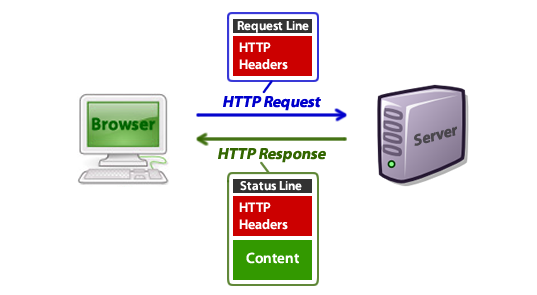 Request Line
HTTP
Headers
HTTP Request
Browser
Server
HTTP Response
Status Line
HTTP
Headers
Content